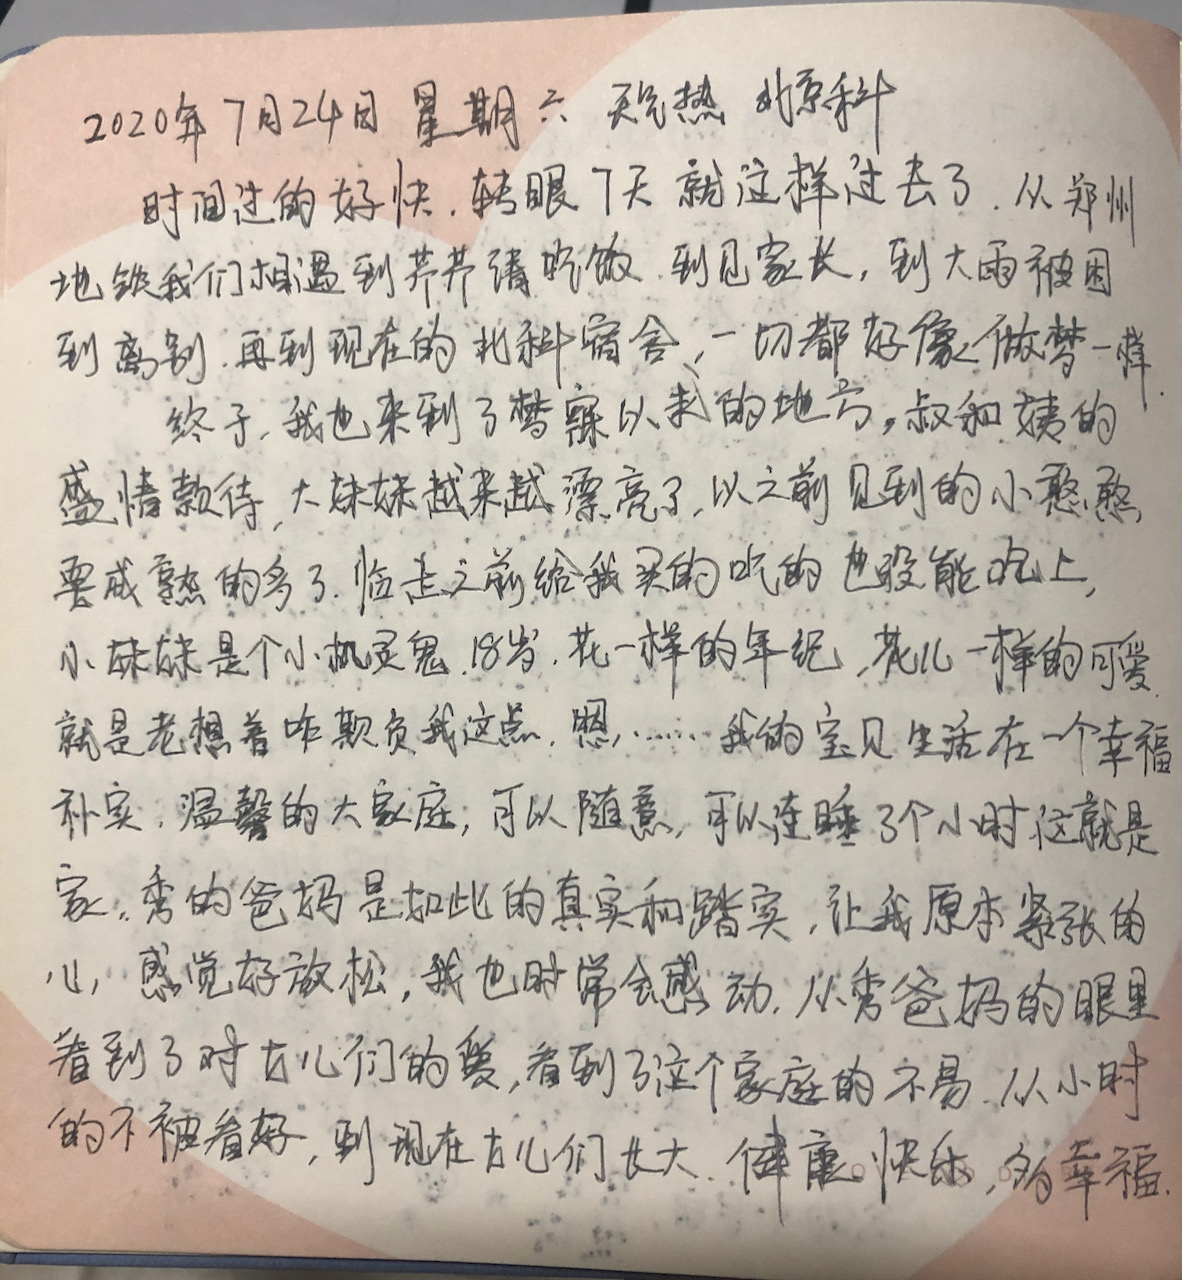 2020年7月24日 星期六 天气热 北京科
时间过的好快.转眼7天就这样过去了.从郑州
地铁我们相遇到芹芹请吃饭.到见家长,到大雨被困
到离别.再到现在的北科宿舍、一切都好像做梦一样.
终于,我也来到了梦寐以求的地方,叔和姨的
盛情款待,大妹妹越来越漂亮了,以之前见到的小憨憨
要成熟的多了.临走之前给我买的吃的也没能吃上,
小妹妹是个小机灵鬼.18岁.花一样的年纪,花儿一样的可爱.
就是老想着咋欺负我这点.嗯……我的宝贝生活在一个幸福
朴实.温馨的大家庭,可以随意,可以连睡3个小时,这就是
家.秀的爸妈是如此的真实和踏实,让我原本紧张的
心,感觉好放松,我也时常会感动.从秀爸妈的眼里
看到了对女儿们的爱,看到了这个家庭的不易.从小时
的不被看好,到现在女儿们长大.健康.快乐,多幸福.